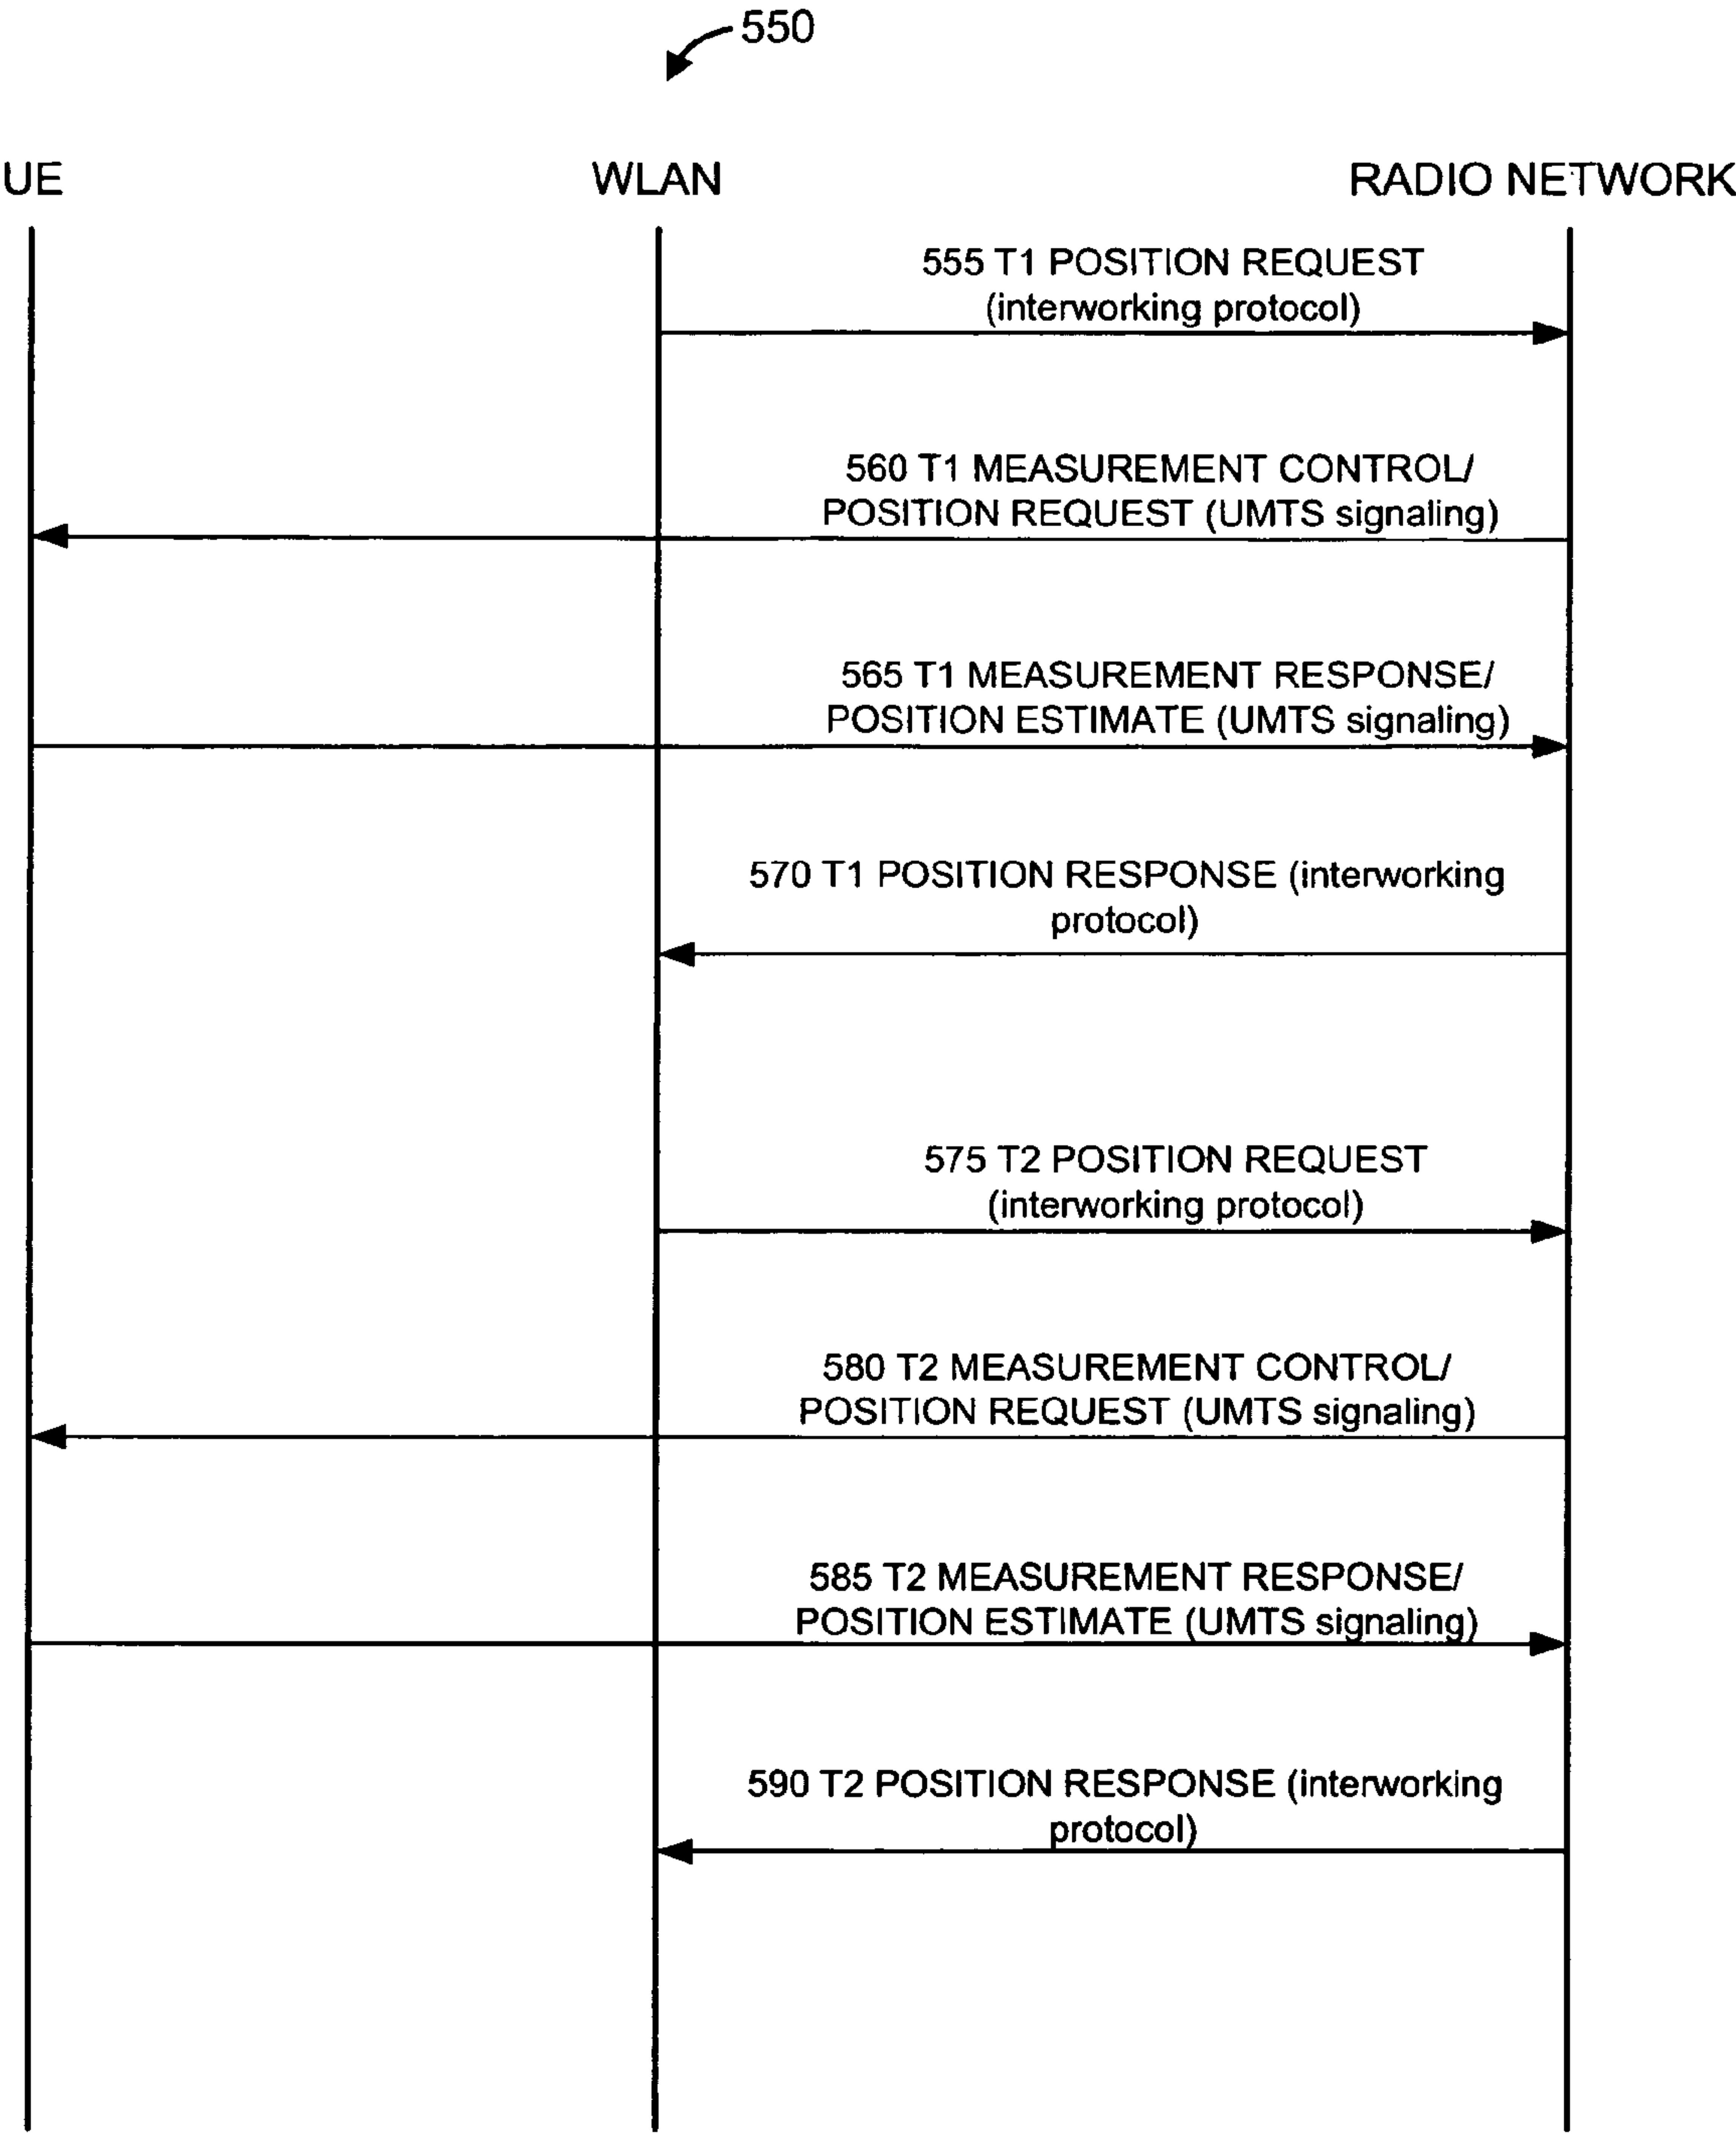 550
UE
WLAN
RADIO NETWORK
555 T1 POSITION REQUEST
(interworking protocol)
560 T1 MEASUREMENT CONTROL/
POSITION REQUEST (UMTS signaling)
565 T1 MEASUREMENT RESPONSE/
POSITION ESTIMATE (UMTS signaling)
570 T1 POSITION RESPONSE (interworking
protocol)
575 T2 POSITION REQUEST
(interworking protocol)
580 T2 MEASUREMENT CONTROL/
POSITION REQUEST (UMTS signaling)
585 T2 MEASUREMENT RESPONSE/
POSITION ESTIMATE (UMTS signaling)
590 T2 POSITION RESPONSE (interworking
protocol)